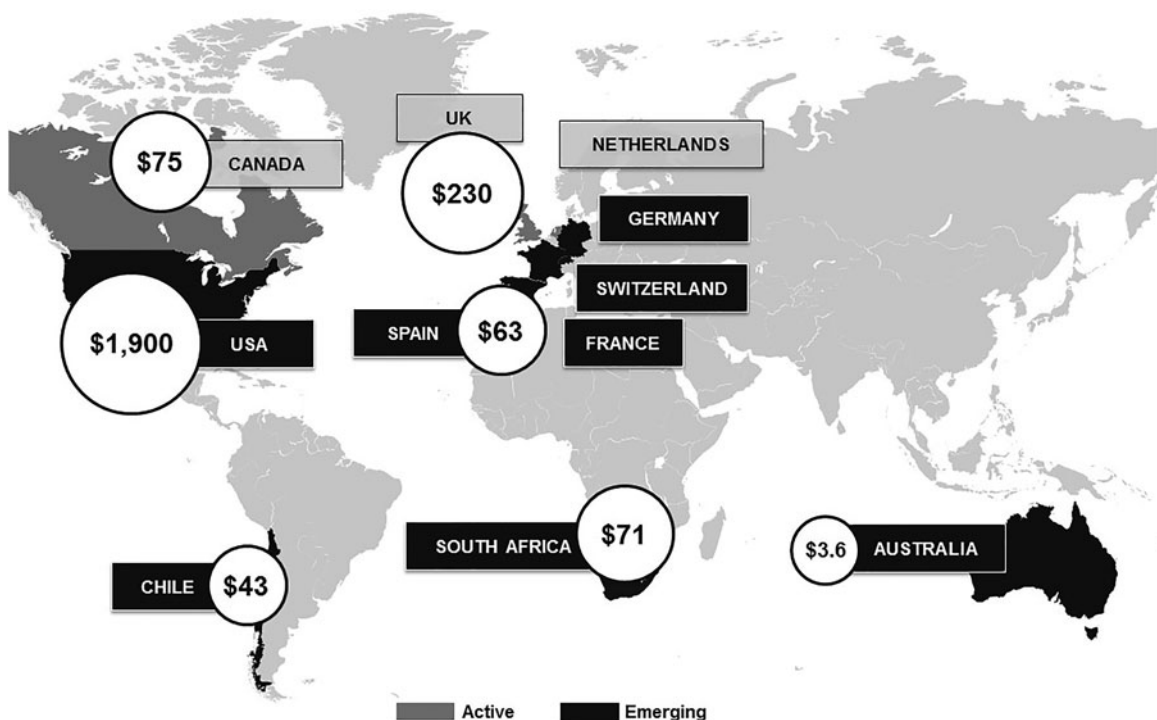 UK
NETHERLANDS
$75
CANADA
$230
GERMANY
SWITZERLAND
$1,900
USA
SPAIN
$63
FRANCE
SOUTH AFRICA
$71
$3.6
AUSTRALIA
CHILE
$43
Active
Emerging